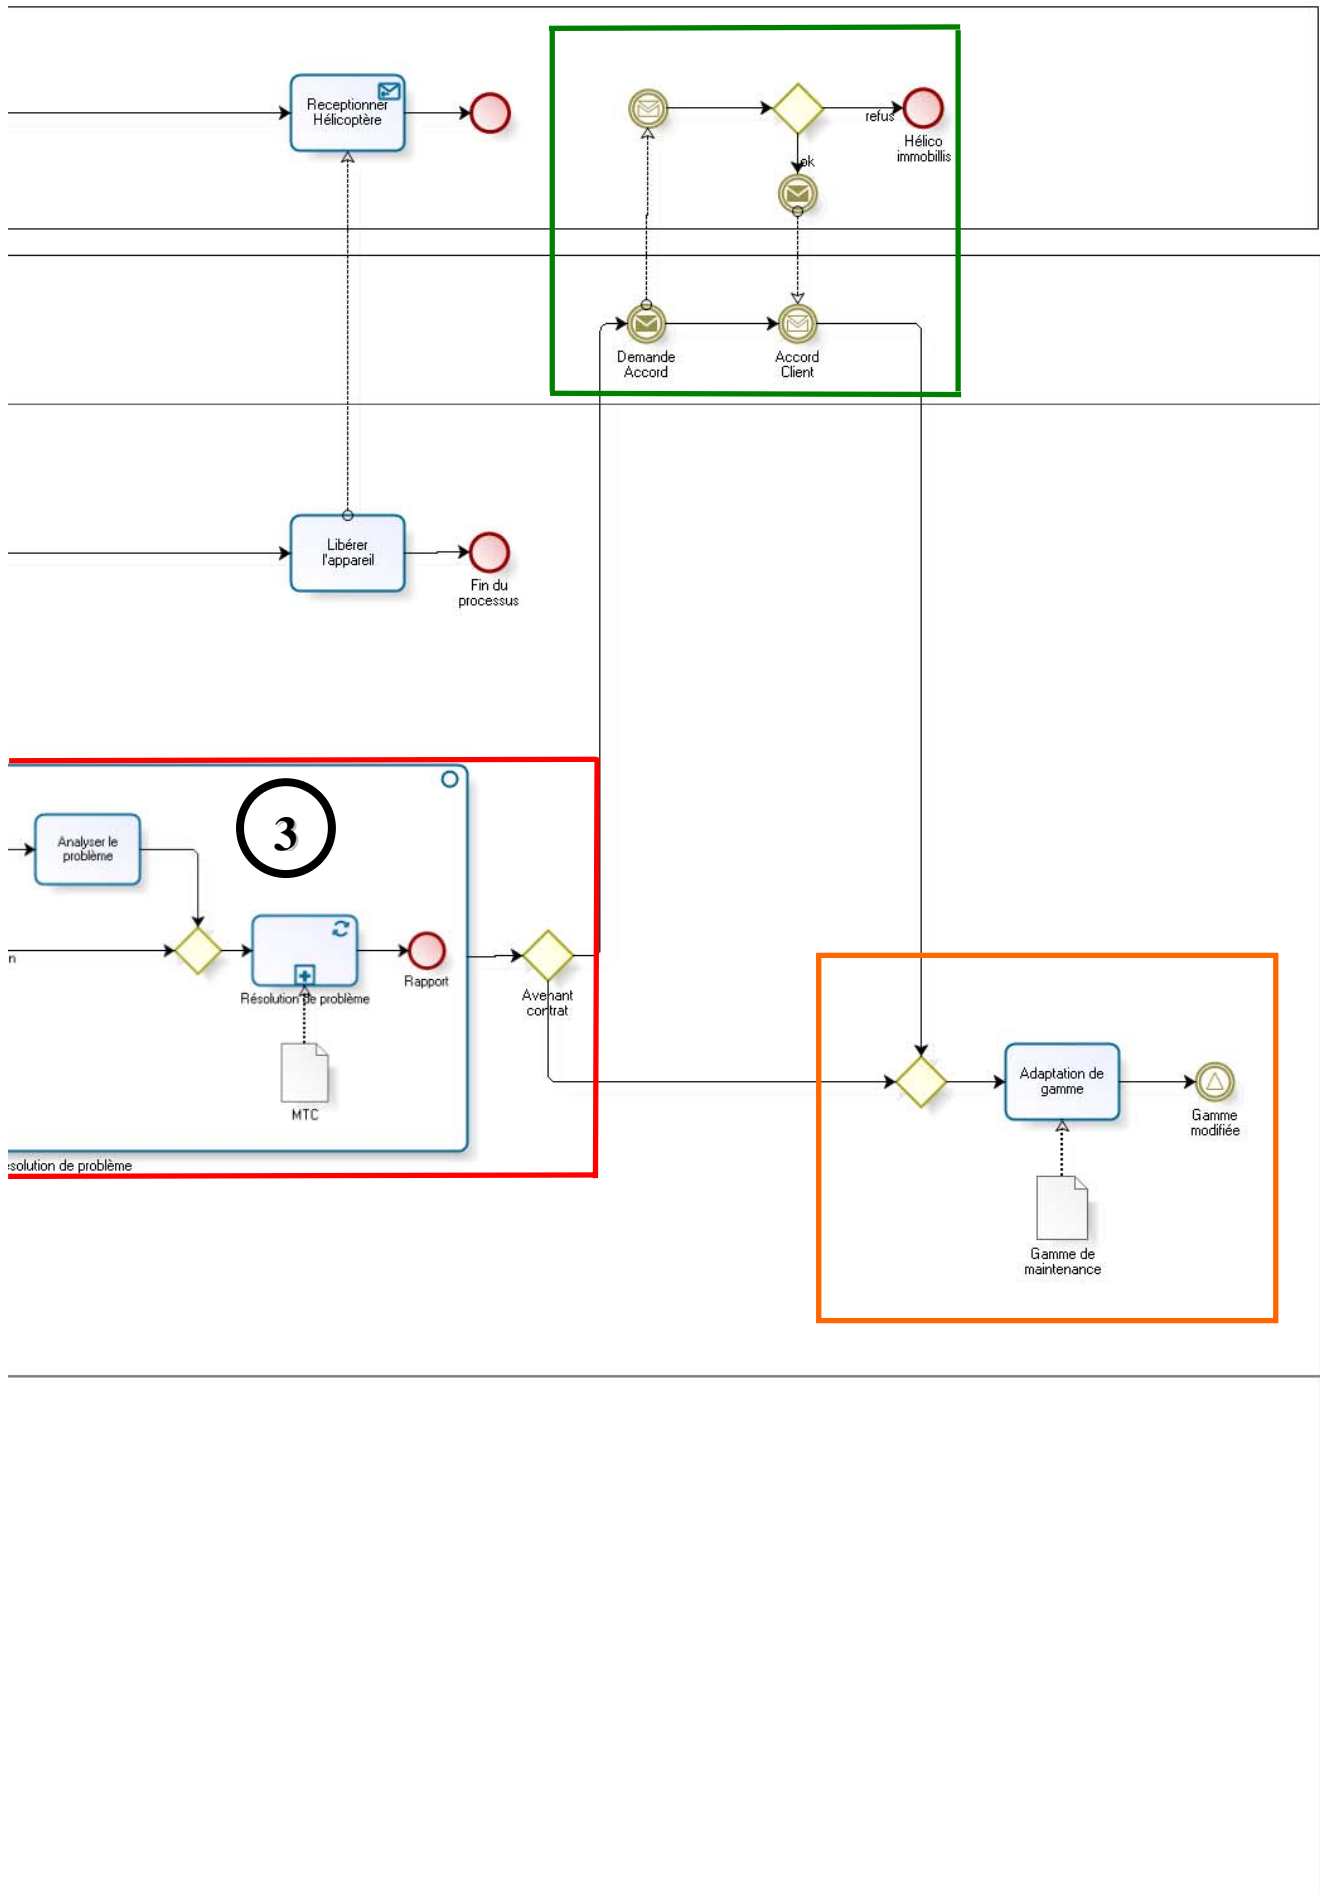 Receptionner
Hélicoptère
refus
Hélico
immobillis
ok
Demande
Accord
Accord
Client
Libérer
l'appareil
Fin du
processus
3
Analyser le
problème
n
Résolution de problème
Rapport
Avenant
contrat
MTC
esolution de problème
Adaptation de
gamme
Gamme
modifiée
Gamme de
maintenance